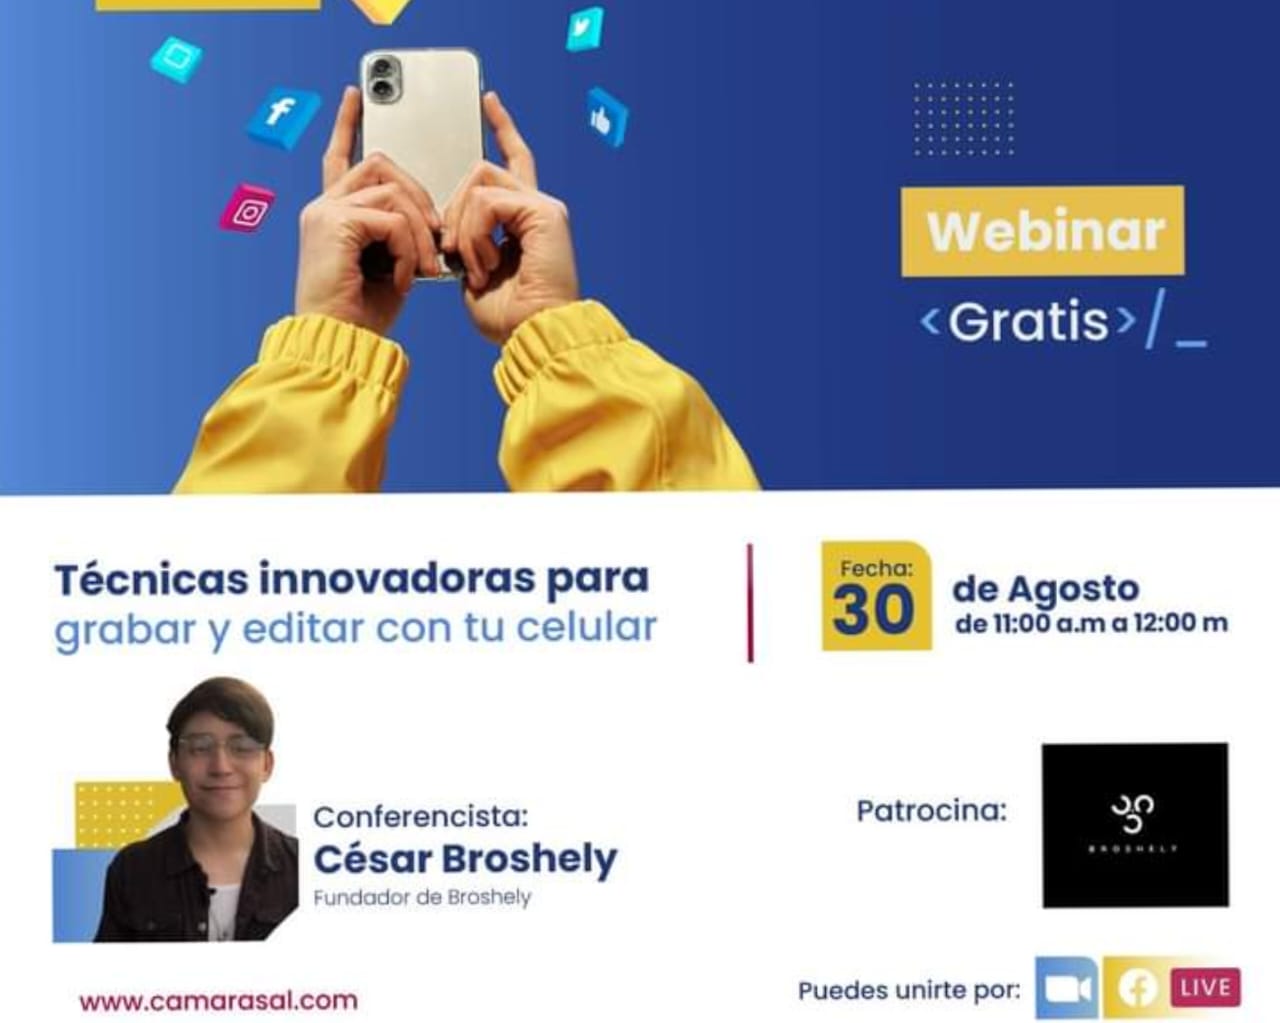 Webinar
<Gratis>/_
Técnicas innovadoras para
grabar y editar con tu celular
Fecha:
30
de Agosto
de 11:00 a.m a 12:00 m
Conferencista:
César Broshely
Fundador de Broshely
Patrocina:
BROSHELY
www.camarasal.com
Puedes unirte por:
LIVE